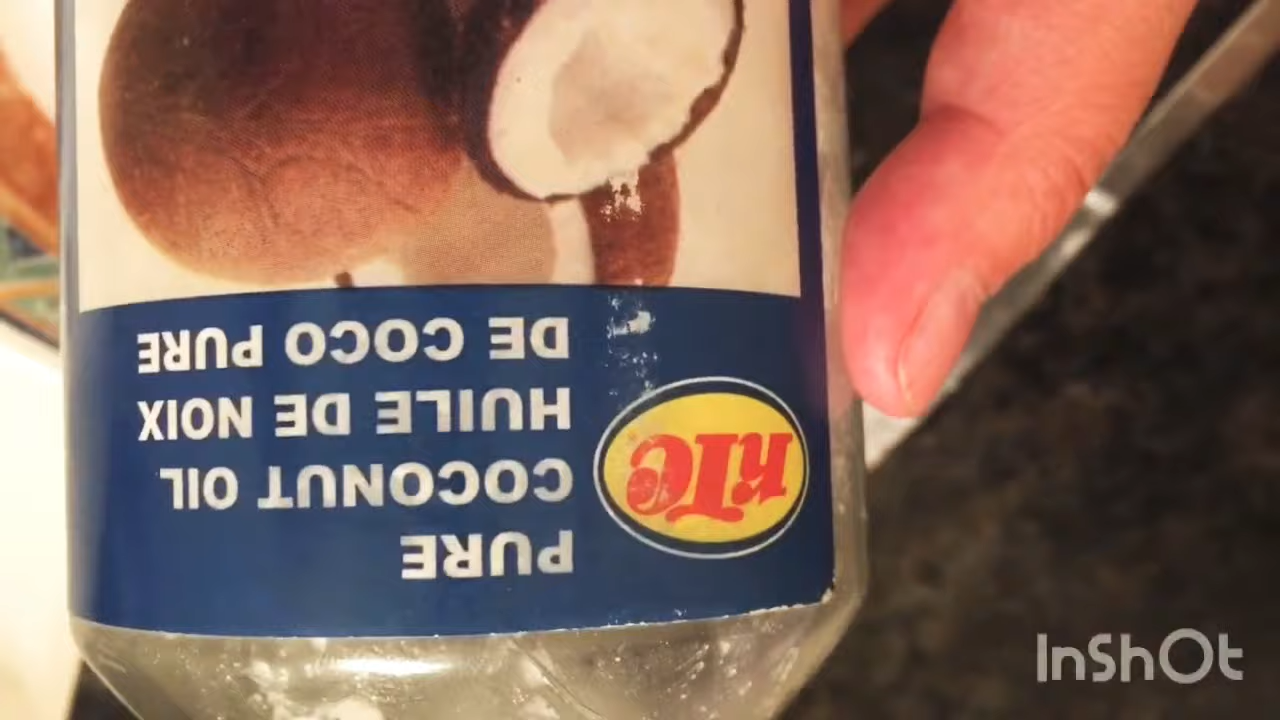 KTC
PURE
COCONUT OIL
HUILE DE NOIX
DE COCO PURE
InShOt